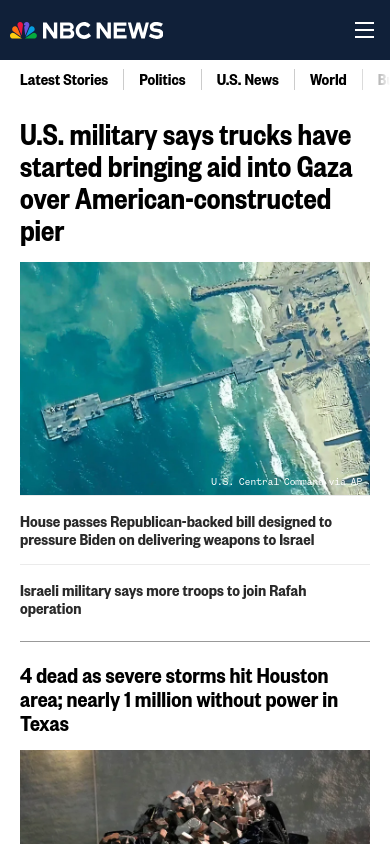 NBC NEWS
Latest Stories
Politics
U.S. News
World
U.S. military says trucks have
started bringing aid into Gaza
over American-constructed
pier
U.S. Central Command via AP
House passes Republican-backed bill designed to
pressure Biden on delivering weapons to Israel
Israeli military says more troops to join Rafah
operation
4 dead as severe storms hit Houston
area; nearly 1 million without power in
Texas